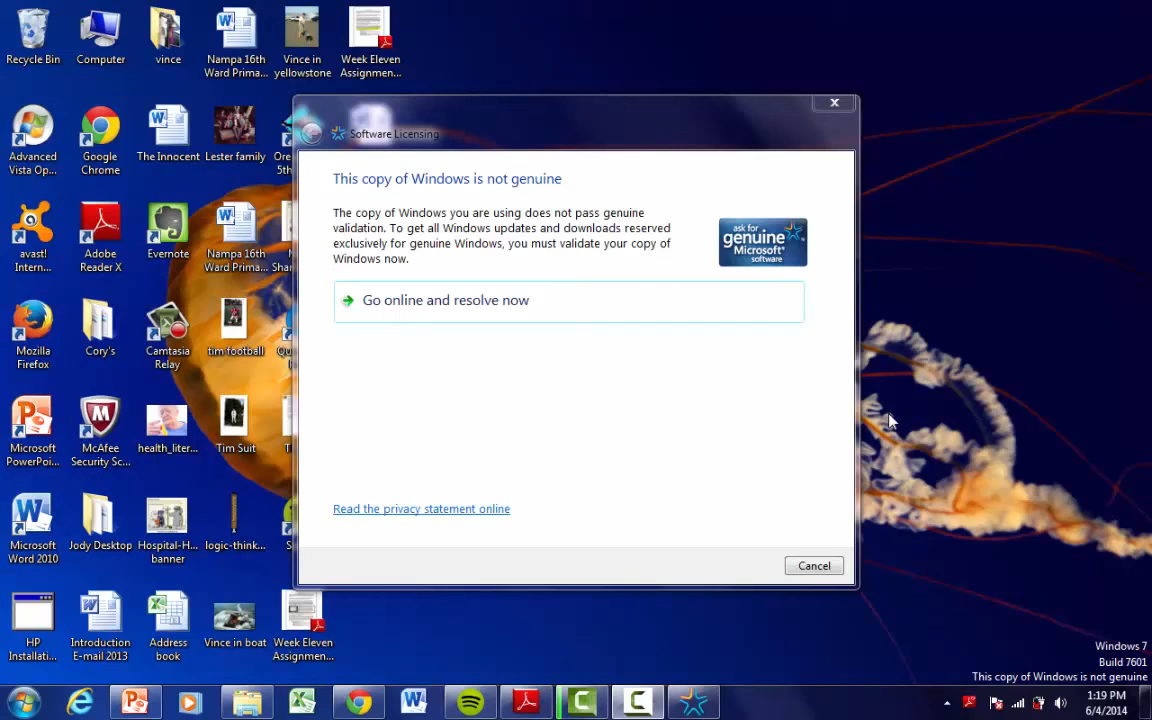 Recycle Bin
Computer
vince
Nampa 16th
Ward Prima...
Vince in
yellowstone
Week Eleven
Assignmen...
Advanced
Vista Op...
Google
Chrome
The Innocent
Lester family
Ore
5th
avast!
Intern...
Adobe
Reader X
Evernote
Nampa 16th
Ward Prima...
Shar
Mozilla
Firefox
Cory's
Camtasia
Relay
tim football
Microsoft
PowerPoi...
McAfee
Security Sc...
health_liter...
Tim Suit
Microsoft
Word 2010
Jody Desktop
Hospital-H...
banner
logic-think...
HP
Installati...
Introduction
E-mail 2013
Address
book
Vince in boat
Week Eleven
Assignmen...
Software Licensing
This copy of Windows is not genuine
The copy of Windows you are using does not pass genuine
validation. To get all Windows updates and downloads reserved
exclusively for genuine Windows, you must validate your copy of
Windows now.
ask for
genuine
Microsoft®
software
Go online and resolve now
Read the privacy statement online
Cancel
Windows 7
Build 7601
This copy of Windows is not genuine
1:19 PM
6/4/2014